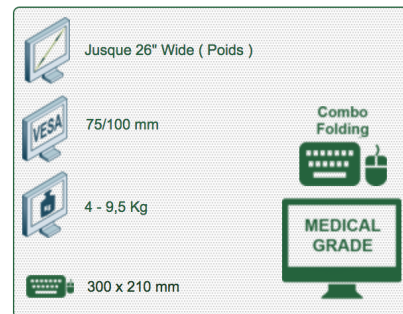 Jusque 26" Wide ( Poids )
VESA
75/100 mm
Combo
Folding
KG
4 - 9,5 Kg
MEDICAL
GRADE
300 x 210 mm